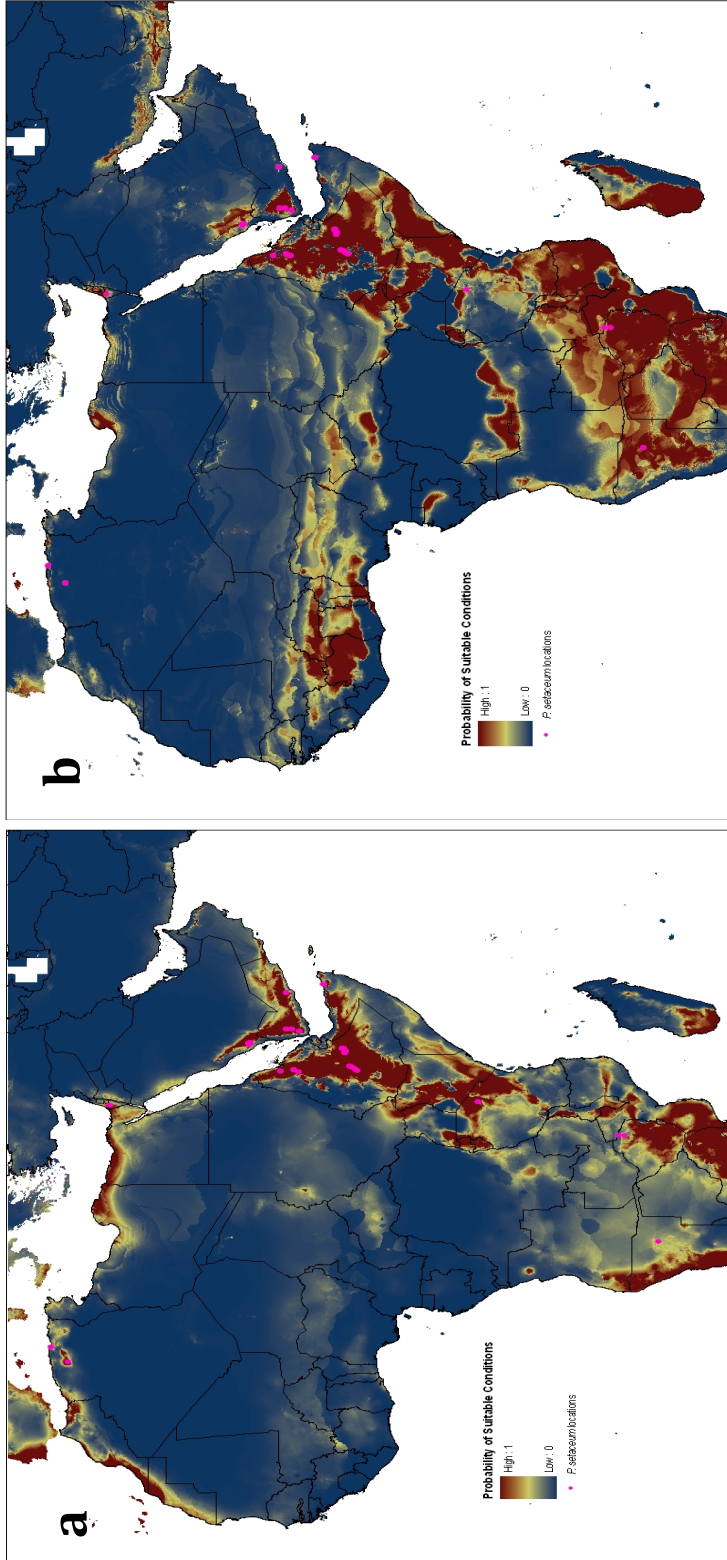 a
Probability of Suitable Conditions
High : 1
Low : 0
P. setaceum locations
b
Probability of Suitable Conditions
High : 1
Low : 0
P. setaceum locations